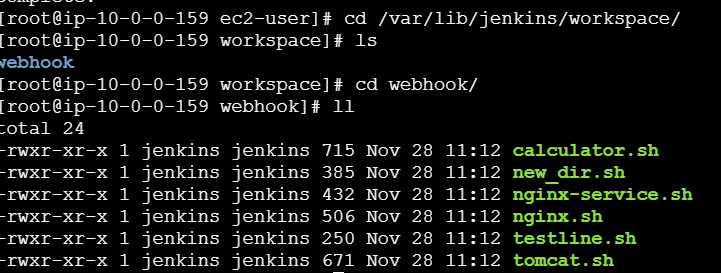 [root@ip-10-0-0-159 ec2-user]# cd /var/lib/jenkins/workspace/
[root@ip-10-0-0-159 workspace]# ls
webhook
[root@ip-10-0-0-159 workspace]# cd webhook/
[root@ip-10-0-0-159 webhook]# ll
total 24
-rwxr-xr-x 1 jenkins jenkins 715 Nov 28 11:12 calculator.sh
-rwxr-xr-x 1 jenkins jenkins 385 Nov 28 11:12 new_dir.sh
-rwxr-xr-x 1 jenkins jenkins 432 Nov 28 11:12 nginx-service.sh
-rwxr-xr-x 1 jenkins jenkins 506 Nov 28 11:12 nginx.sh
-rwxr-xr-x 1 jenkins jenkins 250 Nov 28 11:12 testline.sh
-rwxr-xr-x 1 jenkins jenkins 671 Nov 28 11:12 tomcat.sh